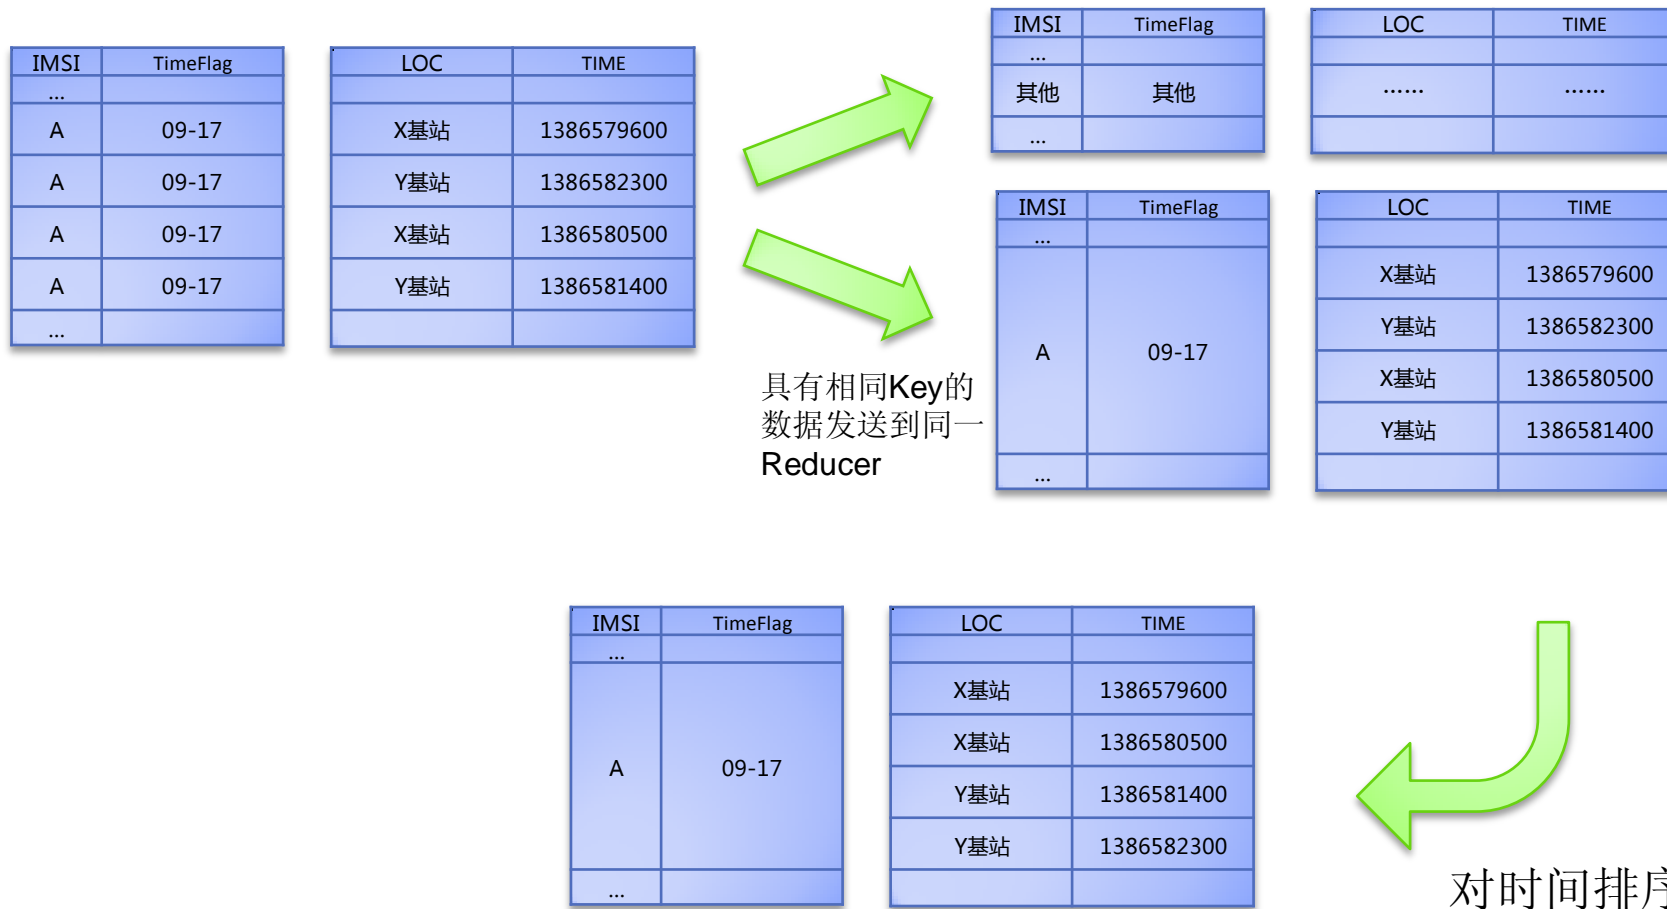 IMSI TimeFlag LOC TIME
...
A 09-17 X基站 1386579600
A 09-17 Y基站 1386582300
A 09-17 X基站 1386580500
A 09-17 Y基站 1386581400
...
IMSI TimeFlag LOC TIME
...
其他 其他 …… ……
...
具有相同Key的
数据发送到同一
Reducer
IMSI TimeFlag LOC TIME
...
X基站 1386579600
Y基站 1386582300
A 09-17
X基站 1386580500
Y基站 1386581400
...
IMSI TimeFlag LOC TIME
...
X基站 1386579600
X基站 1386580500
A 09-17
Y基站 1386581400
Y基站 1386582300
...
对时间排序